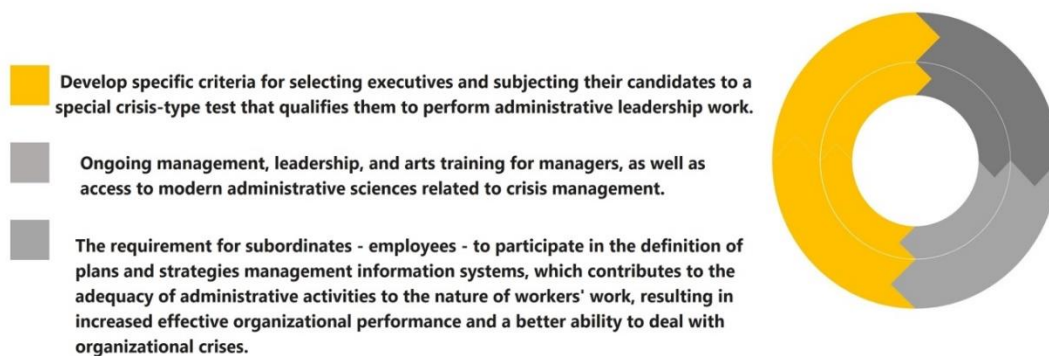 Develop specific criteria for selecting executives and subjecting their candidates to a
special crisis-type test that qualifies them to perform administrative leadership work.
Ongoing management, leadership, and arts training for managers, as well as
access to modern administrative sciences related to crisis management.
The requirement for subordinates - employees - to participate in the definition of
plans and strategies management information systems, which contributes to the
adequacy of administrative activities to the nature of workers' work, resulting in
increased effective organizational performance and a better ability to deal with
organizational crises.